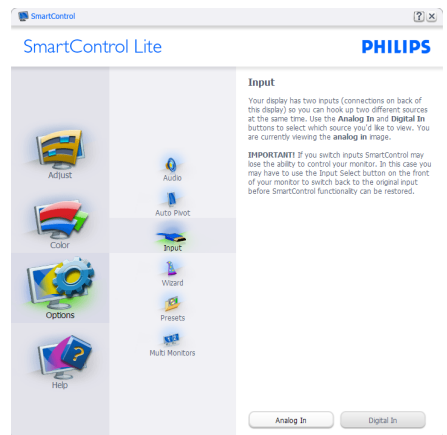 SmartControl
SmartControl Lite
PHILIPS
Adjust
Color
Options
Help
Audio
Auto Pivot
Input
Wizard
Presets
Multi Monitors
Input
Your display has two inputs (connections on back of
this display) so you can hook up two different sources
at the same time. Use the Analog In and Digital In
buttons to select which source you'd like to view. You
are currently viewing the analog in image.
IMPORTANT! If you switch inputs SmartControl may
lose the ability to control your monitor. In this case you
may have to use the Input Select button on the front
of your monitor to switch back to the original input
before SmartControl functionality can be restored.
Analog In
Digital In